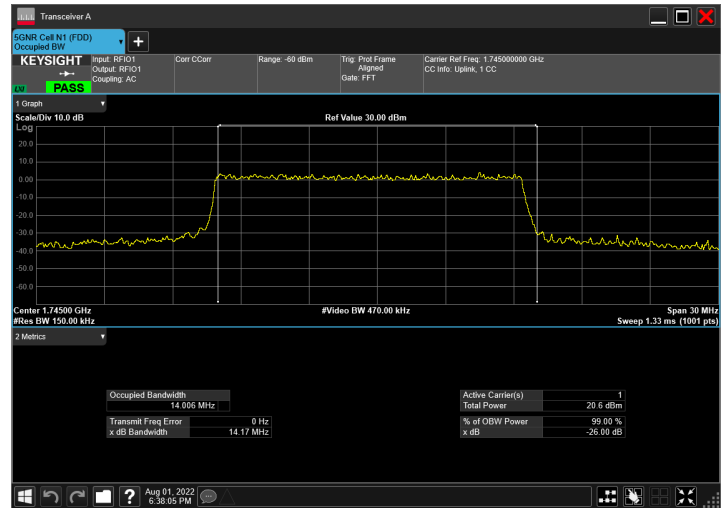 Transceiver A
5GNR Cell N1 (FDD)
Occupied BW
KEYSIGHT
LXI
PASS
Input: RFIO1
Output: RFIO1
Coupling: AC
Corr CCorr
Range: -60 dBm
Trig: Prot Frame
Aligned
Gate: FFT
Carrier Ref Freq: 1.745000000 GHz
CC Info: Uplink, 1 CC
1 Graph
Scale/Div 10.0 dB
Ref Value 30.00 dBm
Log
20.0
10.0
0.00
-10.0
-20.0
-30.0
-40.0
-50.0
-60.0
Center 1.74500 GHz
#Video BW 470.00 kHz
Span 30 MHz
#Res BW 150.00 kHz
Sweep 1.33 ms (1001 pts)
2 Metrics
Occupied Bandwidth
14.006 MHz
Transmit Freq Error 0 Hz
x dB Bandwidth 14.17 MHz
Active Carrier(s) 1
Total Power 20.6 dBm
% of OBW Power 99.00 %
x dB -26.00 dB
Aug 01, 2022
6:38:05 PM